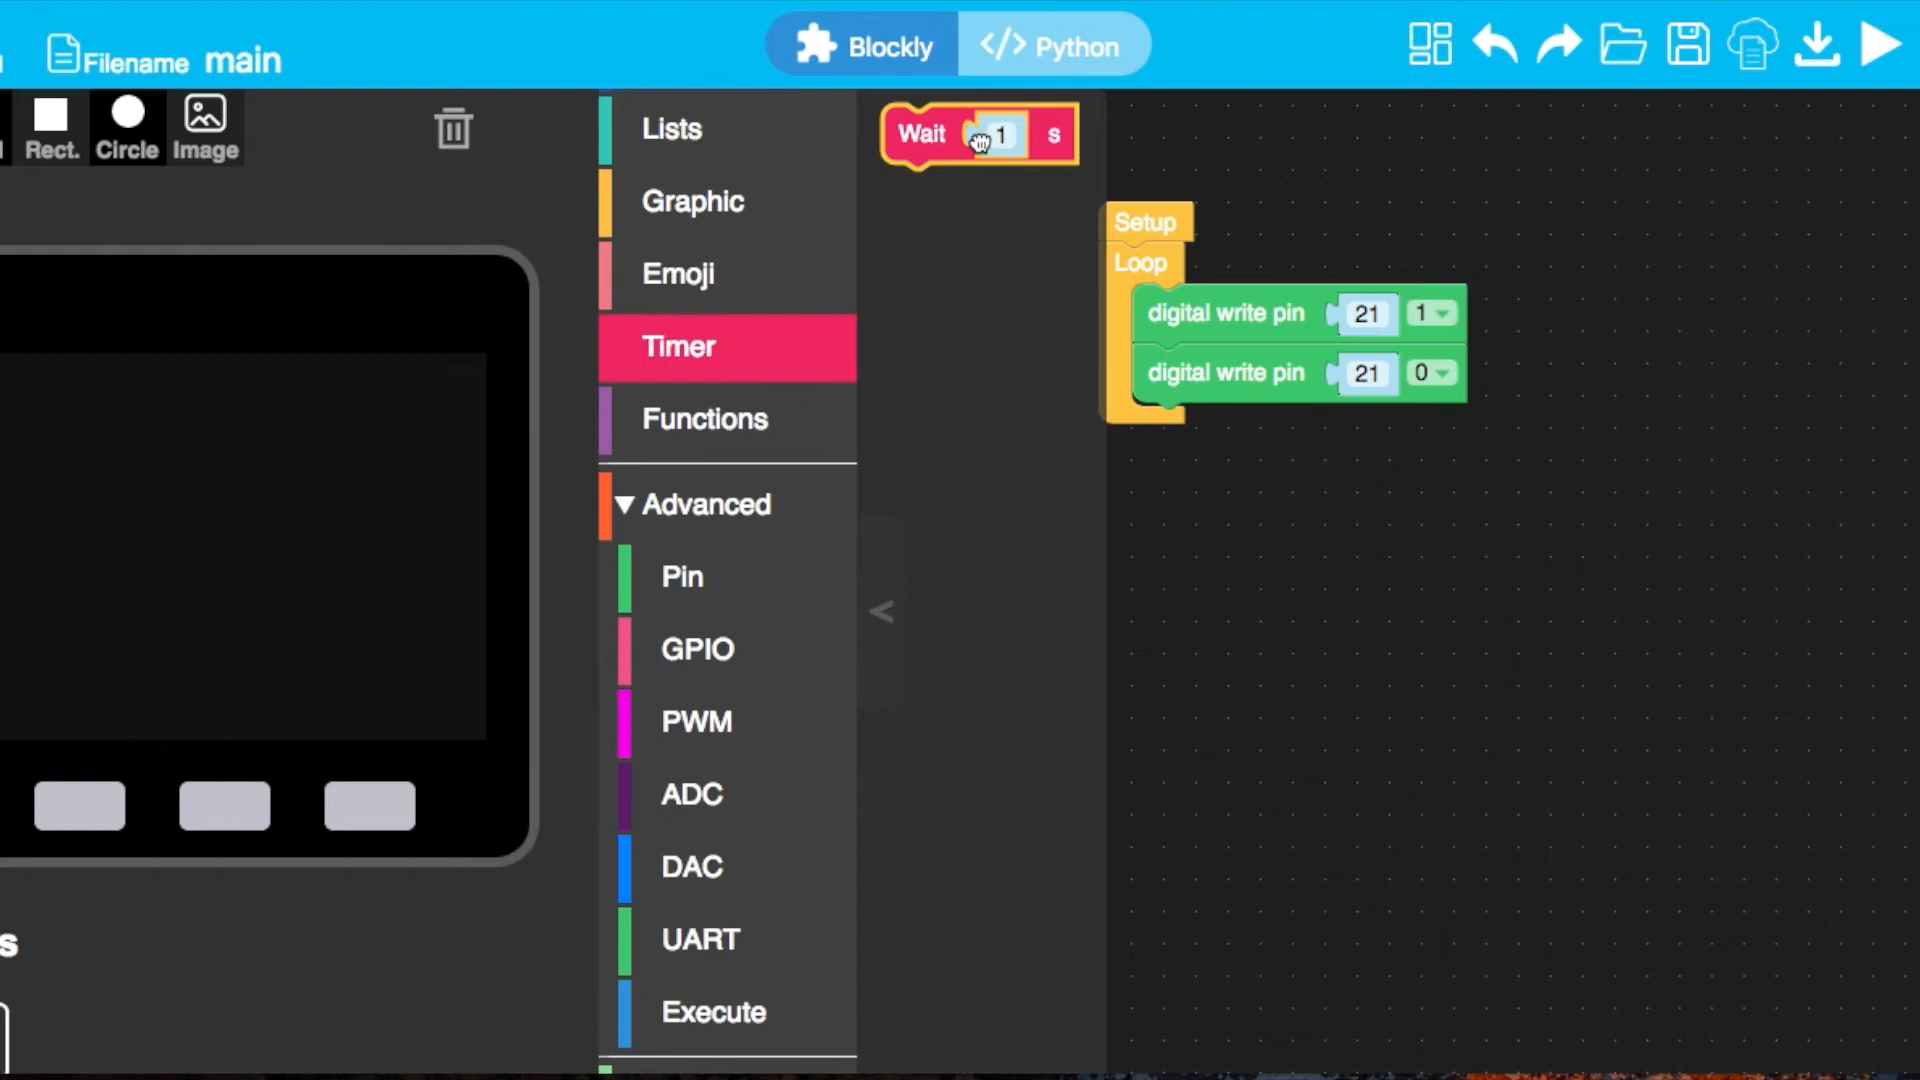 Filename main
Blockly
</> Python
Rect.
Circle
Image
Lists
Graphic
Emoji
Timer
Functions
Advanced
Pin
GPIO
PWM
ADC
DAC
UART
Execute
Wait 1 s
Setup
Loop
digital write pin 21 1
digital write pin 21 0